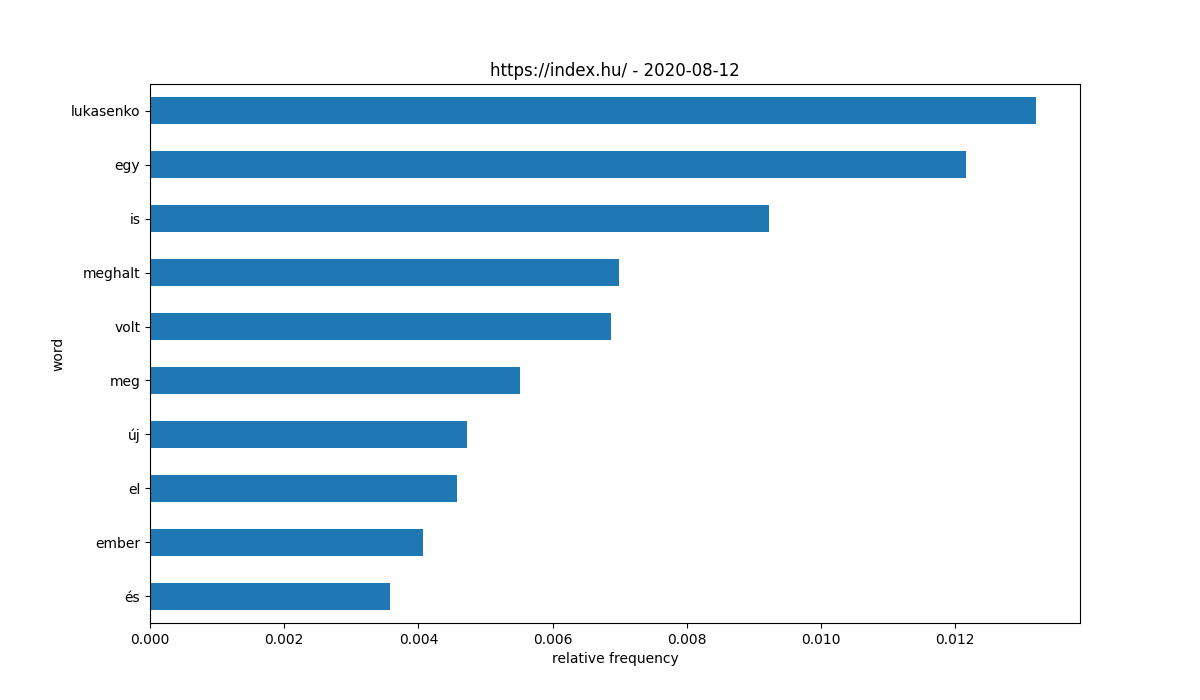 https://index.hu/ - 2020-08-12
lukasenko
egy
is
meghalt
volt
meg
új
el
ember
és
word
0.000 0.002 0.004 0.006 0.008 0.010 0.012
relative frequency